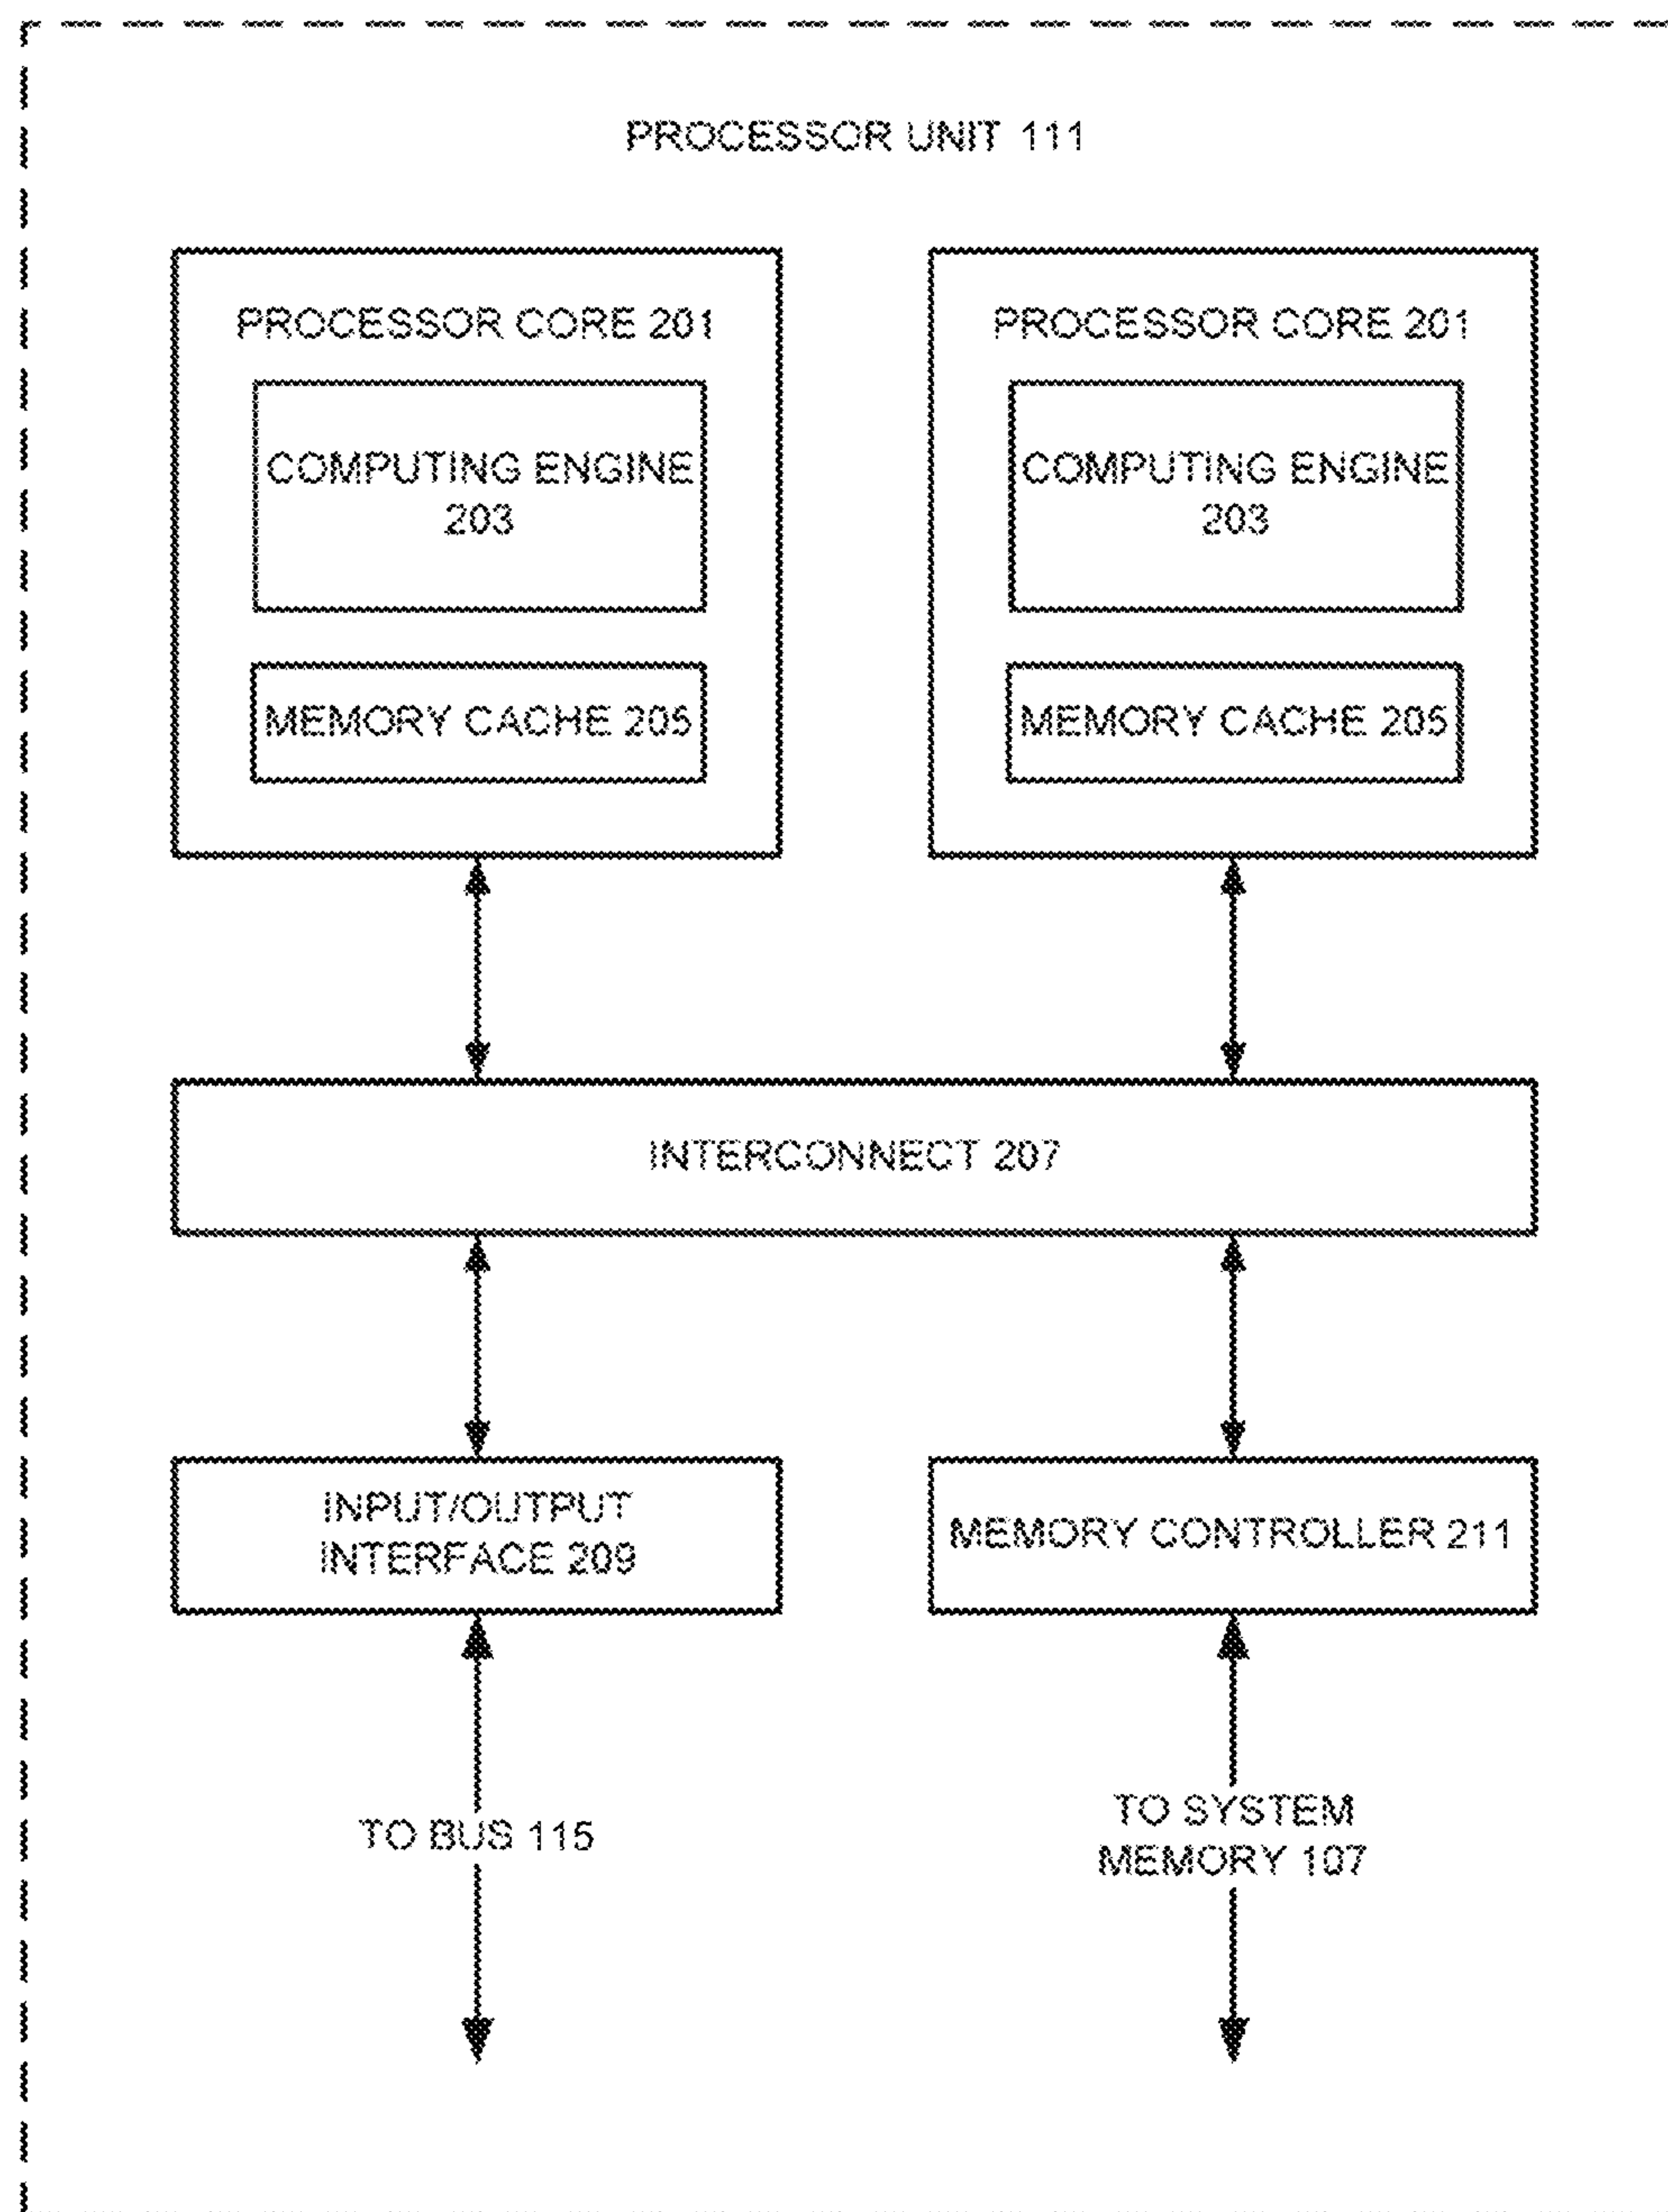 PROCESSOR UNIT 111
PROCESSOR CORE 201
COMPUTING ENGINE
203
MEMORY CACHE 205
PROCESSOR CORE 201
COMPUTING ENGINE
203
MEMORY CACHE 205
INTERCONNECT 207
INPUT/OUTPUT
INTERFACE 209
MEMORY CONTROLLER 211
TO BUS 115
TO SYSTEM
MEMORY 107